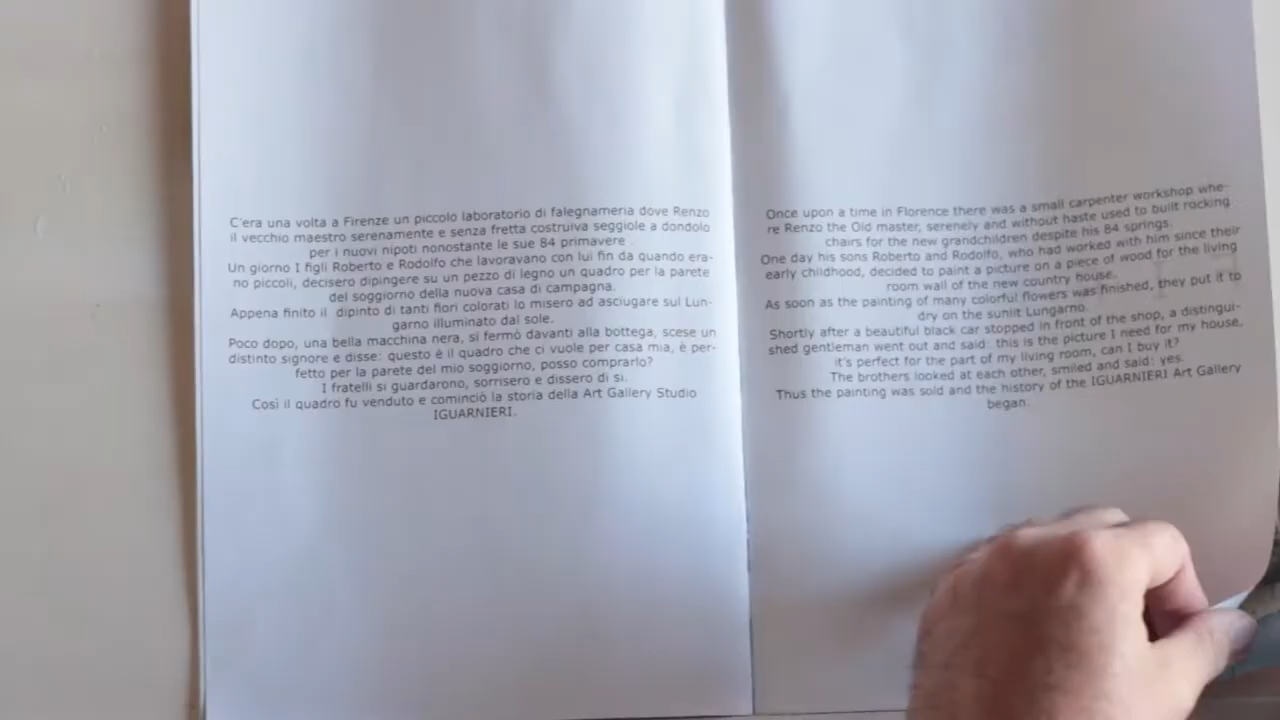 C'era una volta a Firenze un piccolo laboratorio di falegnameria dove Renzo
il vecchio maestro serenamente e senza fretta costruiva seggiole a dondolo
per i nuovi nipoti nonostante le sue 84 primavere .
Un giorno I figli Roberto e Rodolfo che lavoravano con lui fin da quando era-
no piccoli, decisero dipingere su un pezzo di legno un quadro per la parete
del soggiorno della nuova casa di campagna.
Appena finito il dipinto di tanti fiori colorati lo misero ad asciugare sul Lun-
garno illuminato dal sole.
Poco dopo, una bella macchina nera, si fermò davanti alla bottega, scese un
distinto signore e disse: questo è il quadro che ci vuole per casa mia, è per-
fetto per la parete del mio soggiorno, posso comprarlo?
I fratelli si guardarono, sorrisero e dissero di si.
Così il quadro fu venduto e cominciò la storia della Art Gallery Studio
IGUARNIERI.
Once upon a time in Florence there was a small carpenter workshop whe-
re Renzo the Old master, serenely and without haste used to built rocking
chairs for the new grandchildren despite his 84 springs.
One day his sons Roberto and Rodolfo, who had worked with him since their
early childhood, decided to paint a picture on a piece of wood for the living
room wall of the new country house.
As soon as the painting of many colorful flowers was finished, they put it to
dry on the sunlit Lungarno.
Shortly after a beautiful black car stopped in front of the shop, a distingui-
shed gentleman went out and said: this is the picture I need for my house,
it's perfect for the part of my living room, can I buy it?
The brothers looked at each other, smiled and said: yes.
Thus the painting was sold and the history of the IGUARNIERI Art Gallery
began.